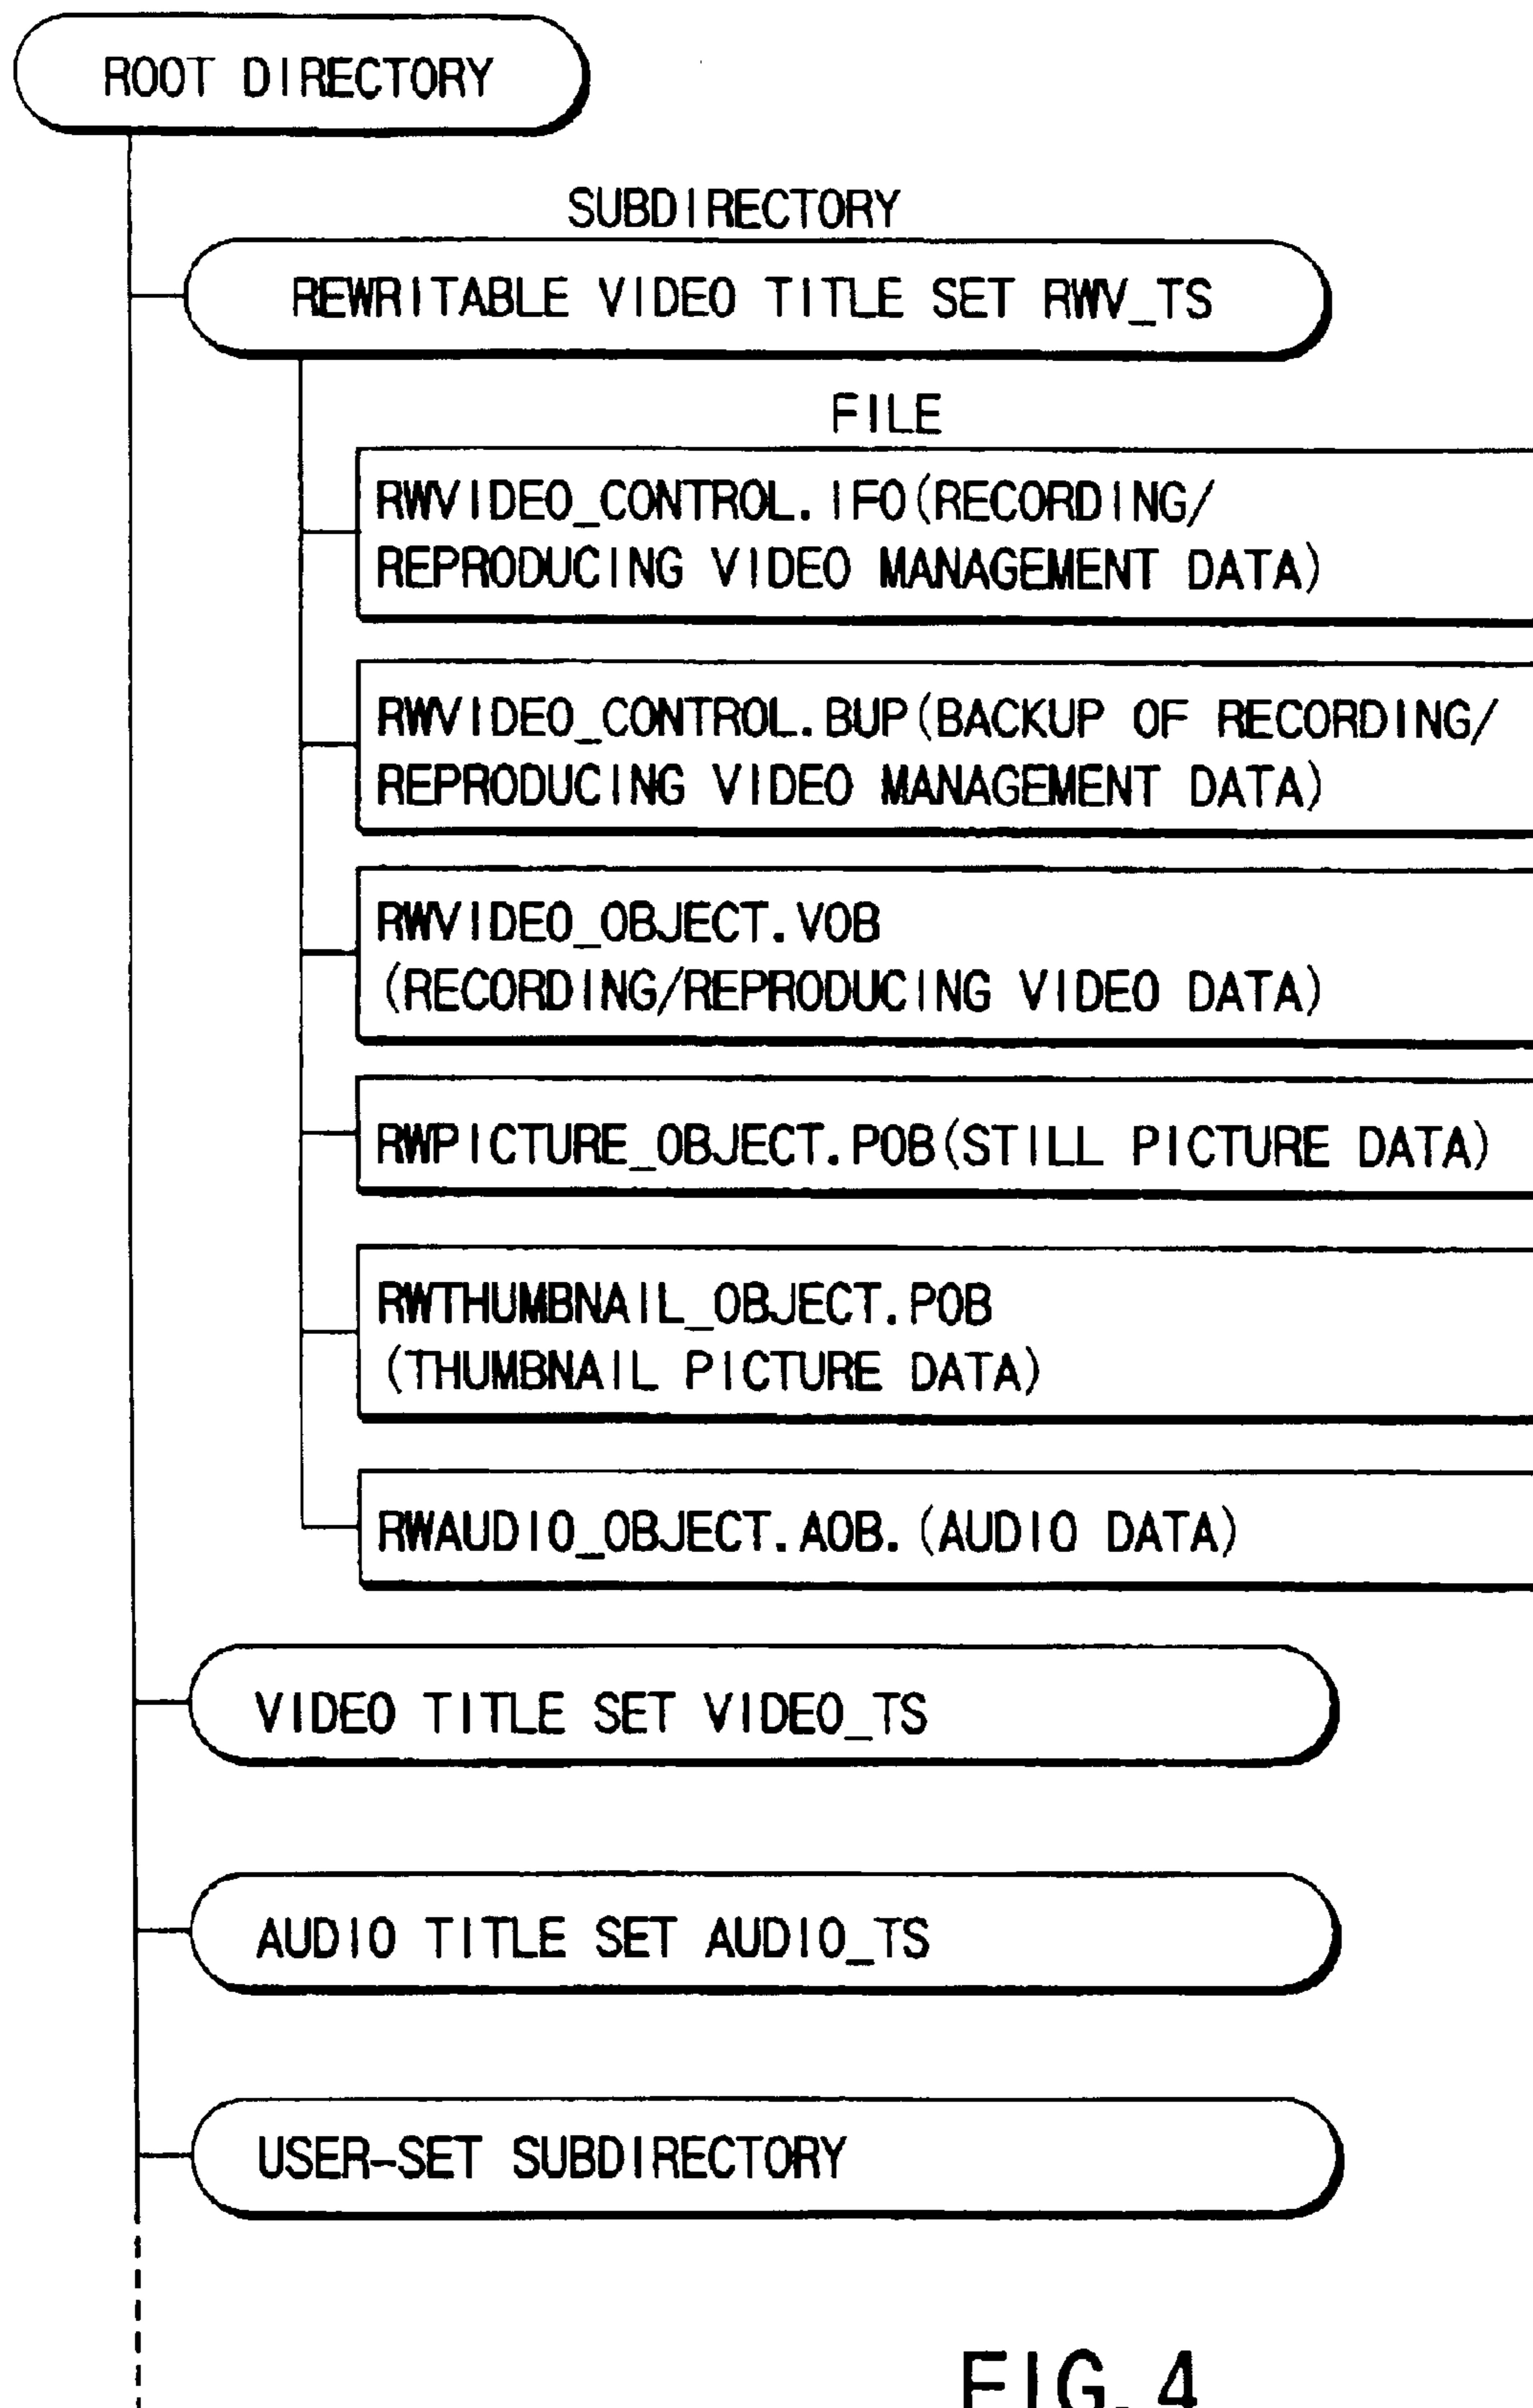 ROOT DIRECTORY
SUBDIRECTORY
REWRITABLE VIDEO TITLE SET RWV_TS
FILE
RWVIDEO_CONTROL.IFO(RECORDING/
REPRODUCING VIDEO MANAGEMENT DATA)
RWVIDEO_CONTROL.BUP(BACKUP OF RECORDING/
REPRODUCING VIDEO MANAGEMENT DATA)
RWVIDEO_OBJECT.VOB
(RECORDING/REPRODUCING VIDEO DATA)
RWPICTURE_OBJECT.POB(STILL PICTURE DATA)
RWTHUMBNAIL_OBJECT.POB
(THUMBNAIL PICTURE DATA)
RWAUDIO_OBJECT.AOB.(AUDIO DATA)
VIDEO TITLE SET VIDEO_TS
AUDIO TITLE SET AUDIO_TS
USER-SET SUBDIRECTORY
FIG.4